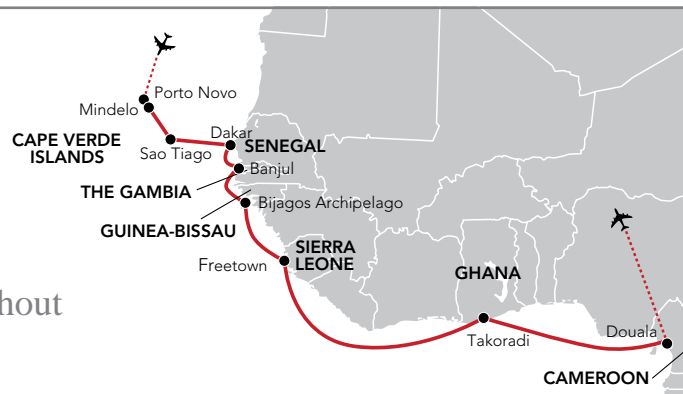 Porto Novo
Mindelo
CAPE VERDE
ISLANDS
Sao Tiago
Dakar
SENEGAL
Banjul
THE GAMBIA
Bijagos Archipelago
GUINEA-BISSAU
SIERRA
LEONE
Freetown
GHANA
hout
Takoradi
Douala
CAMEROON